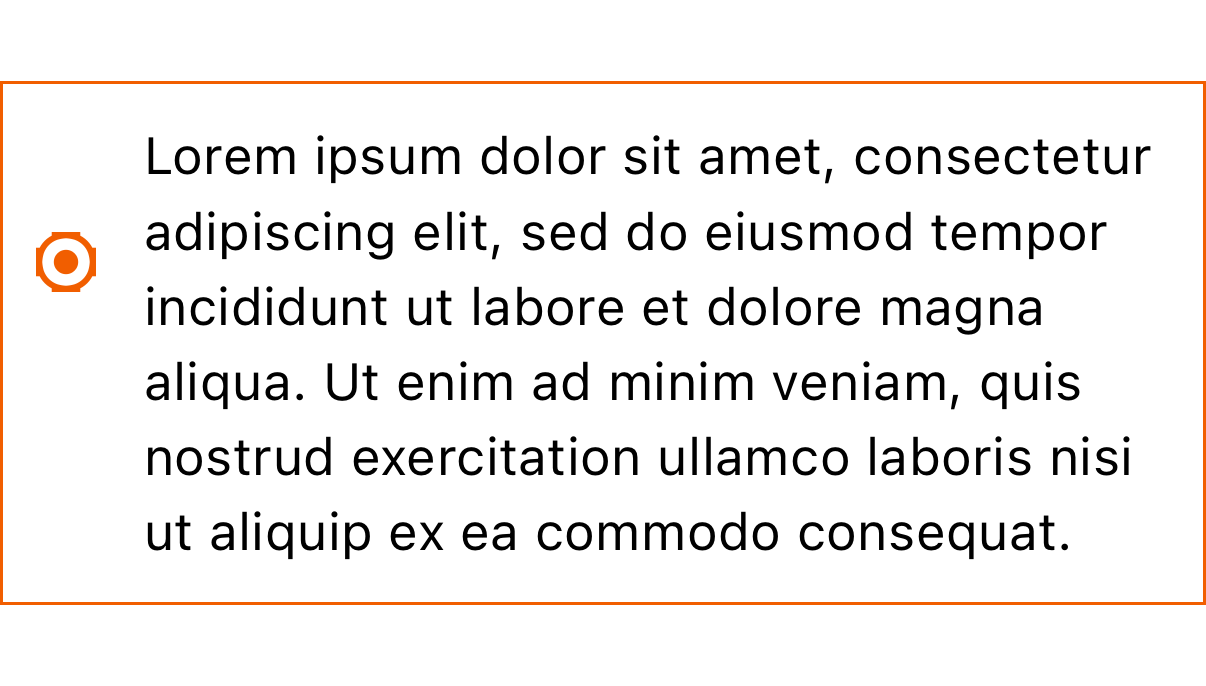 Lorem ipsum dolor sit amet, consectetur
adipiscing elit, sed do eiusmod tempor
incididunt ut labore et dolore magna
aliqua. Ut enim ad minim veniam, quis
nostrud exercitation ullamco laboris nisi
ut aliquip ex ea commodo consequat.